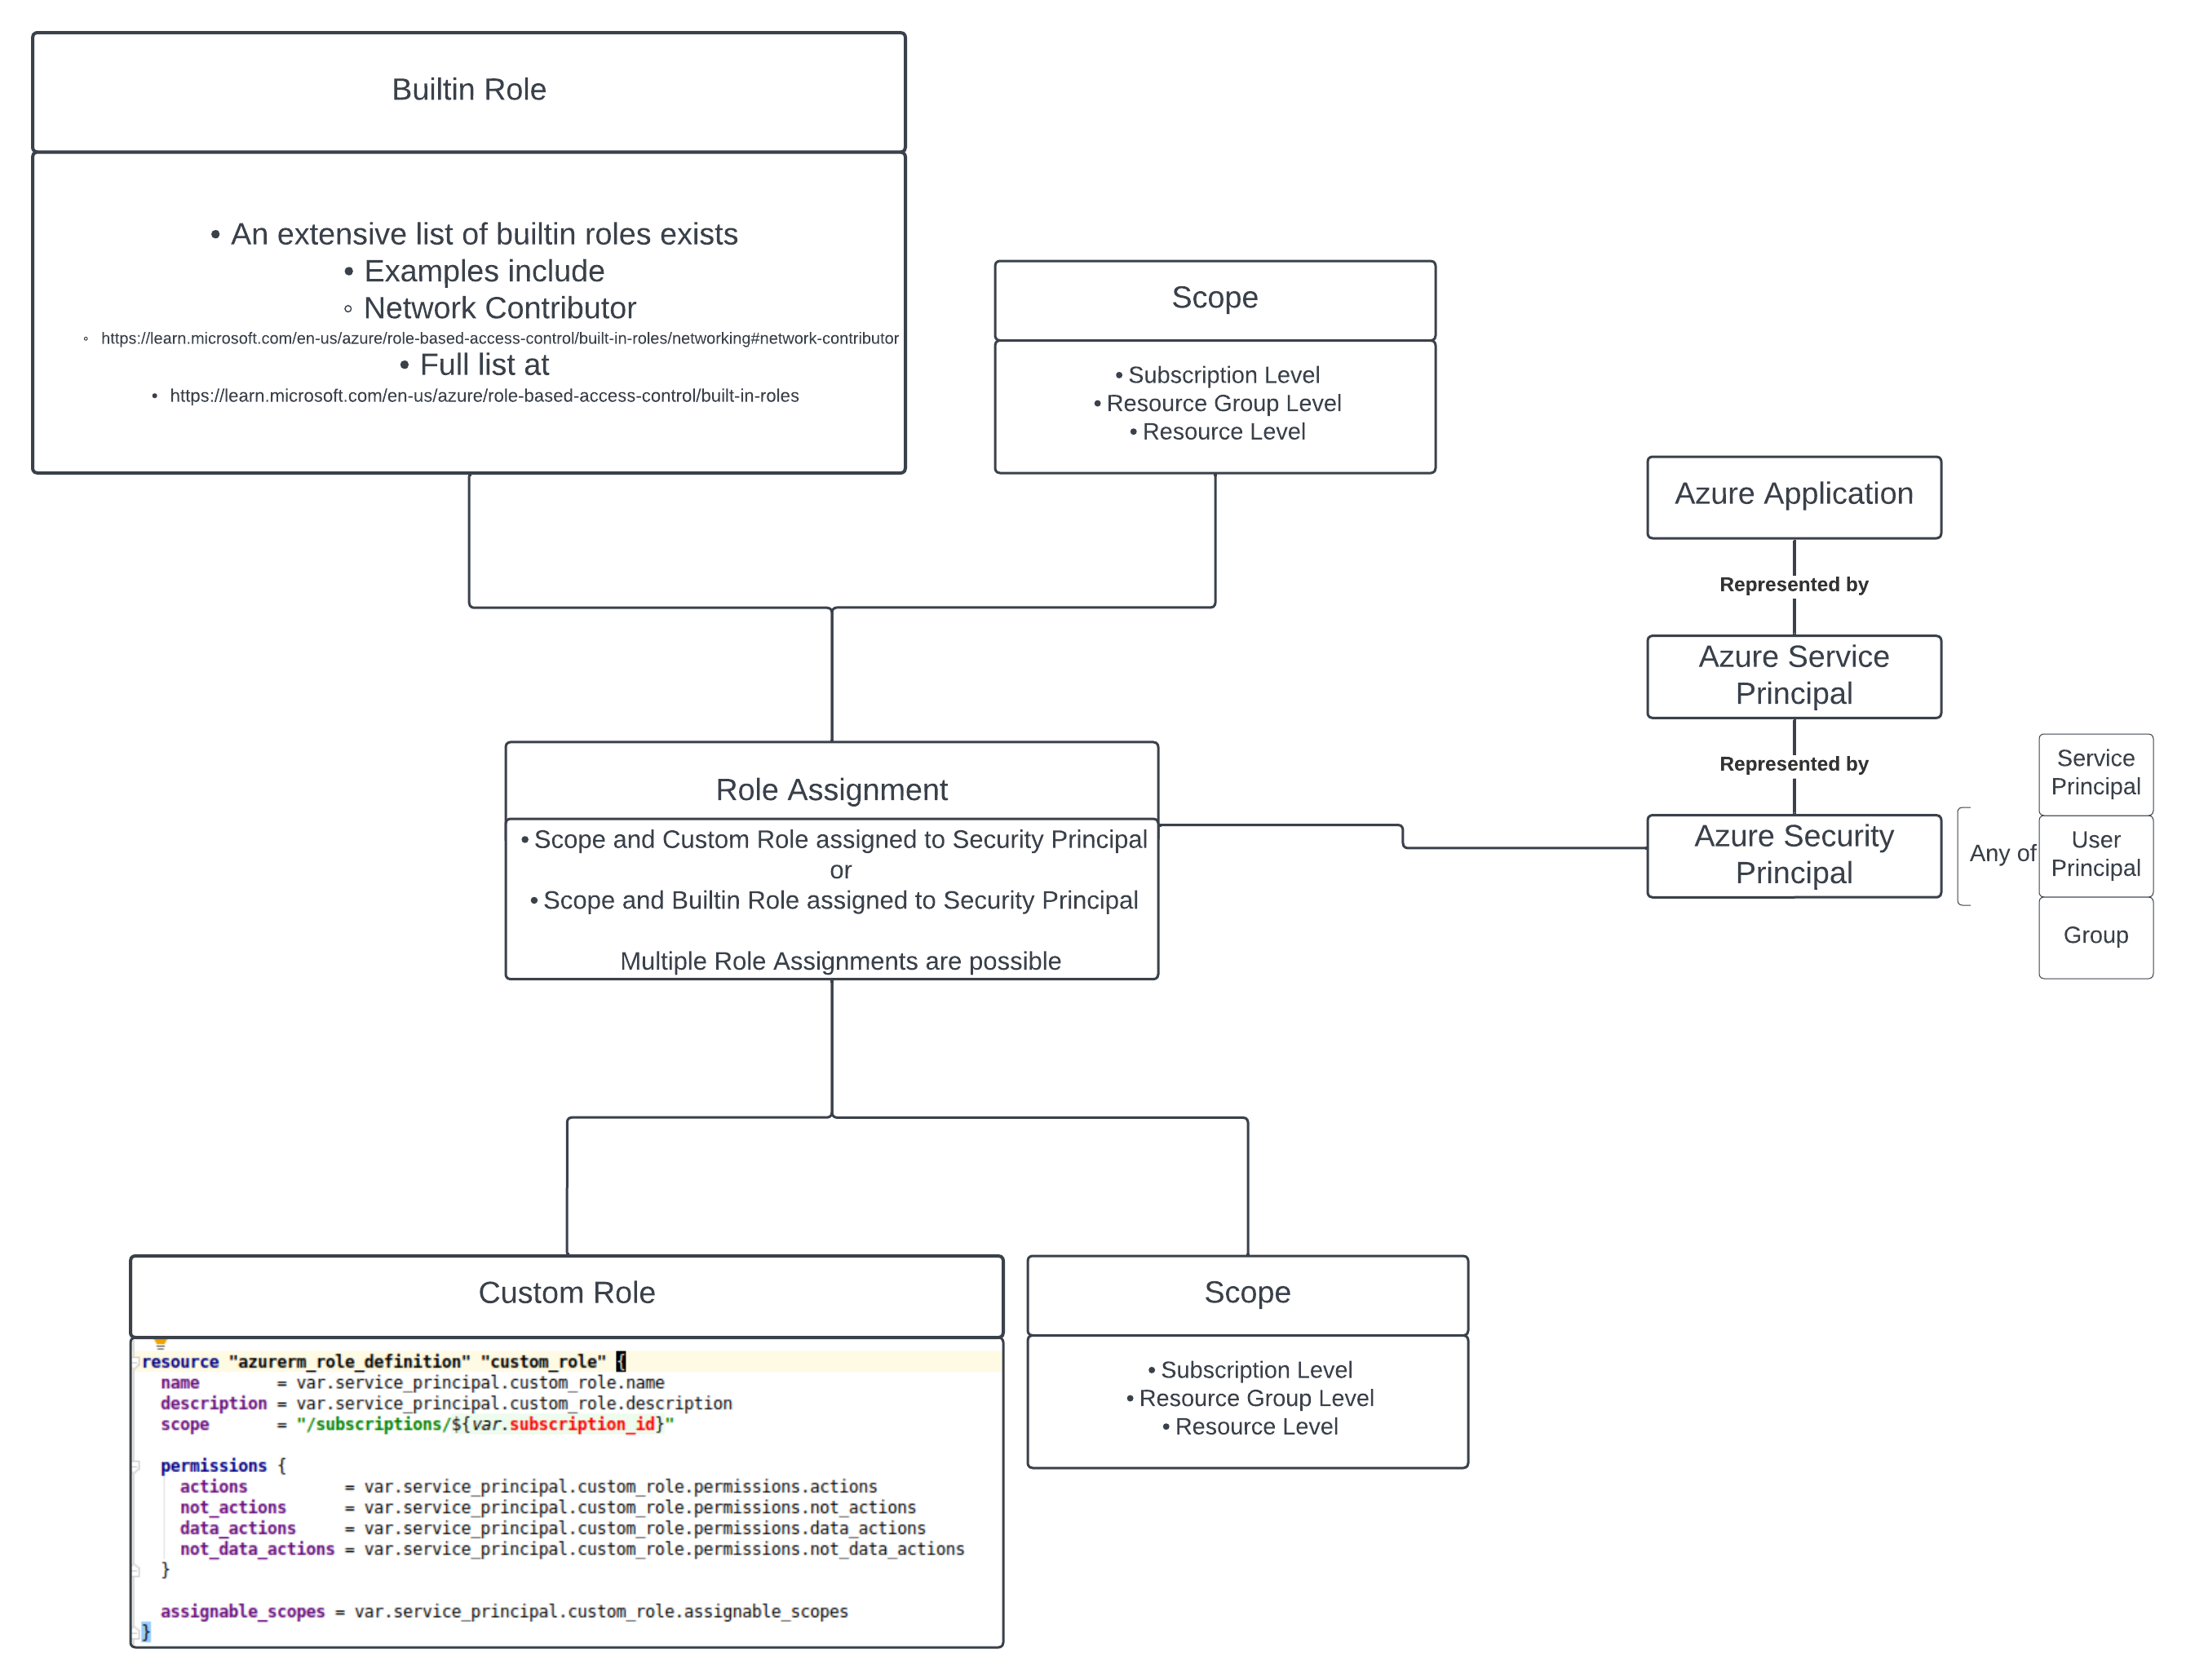 Builtin Role
• An extensive list of builtin roles exists
• Examples include
◦ Network Contributor
◦ https://learn.microsoft.com/en-us/azure/role-based-access-control/built-in-roles/networking#network-contributor
• Full list at
• https://learn.microsoft.com/en-us/azure/role-based-access-control/built-in-roles
Scope
• Subscription Level
• Resource Group Level
• Resource Level
Azure Application
Represented by
Azure Service
Principal
Represented by
Azure Security
Principal
Any of
Service
Principal
User
Principal
Group
Role Assignment
• Scope and Custom Role assigned to Security Principal
or
• Scope and Builtin Role assigned to Security Principal
Multiple Role Assignments are possible
Custom Role
resource "azurerm_role_definition" "custom_role" {
  name        = var.service_principal.custom_role.name
  description = var.service_principal.custom_role.description
  scope       = "/subscriptions/${var.subscription_id}"
  permissions {
    actions          = var.service_principal.custom_role.permissions.actions
    not_actions      = var.service_principal.custom_role.permissions.not_actions
    data_actions     = var.service_principal.custom_role.permissions.data_actions
    not_data_actions = var.service_principal.custom_role.permissions.not_data_actions
  }
  assignable_scopes = var.service_principal.custom_role.assignable_scopes
}
Scope
• Subscription Level
• Resource Group Level
• Resource Level